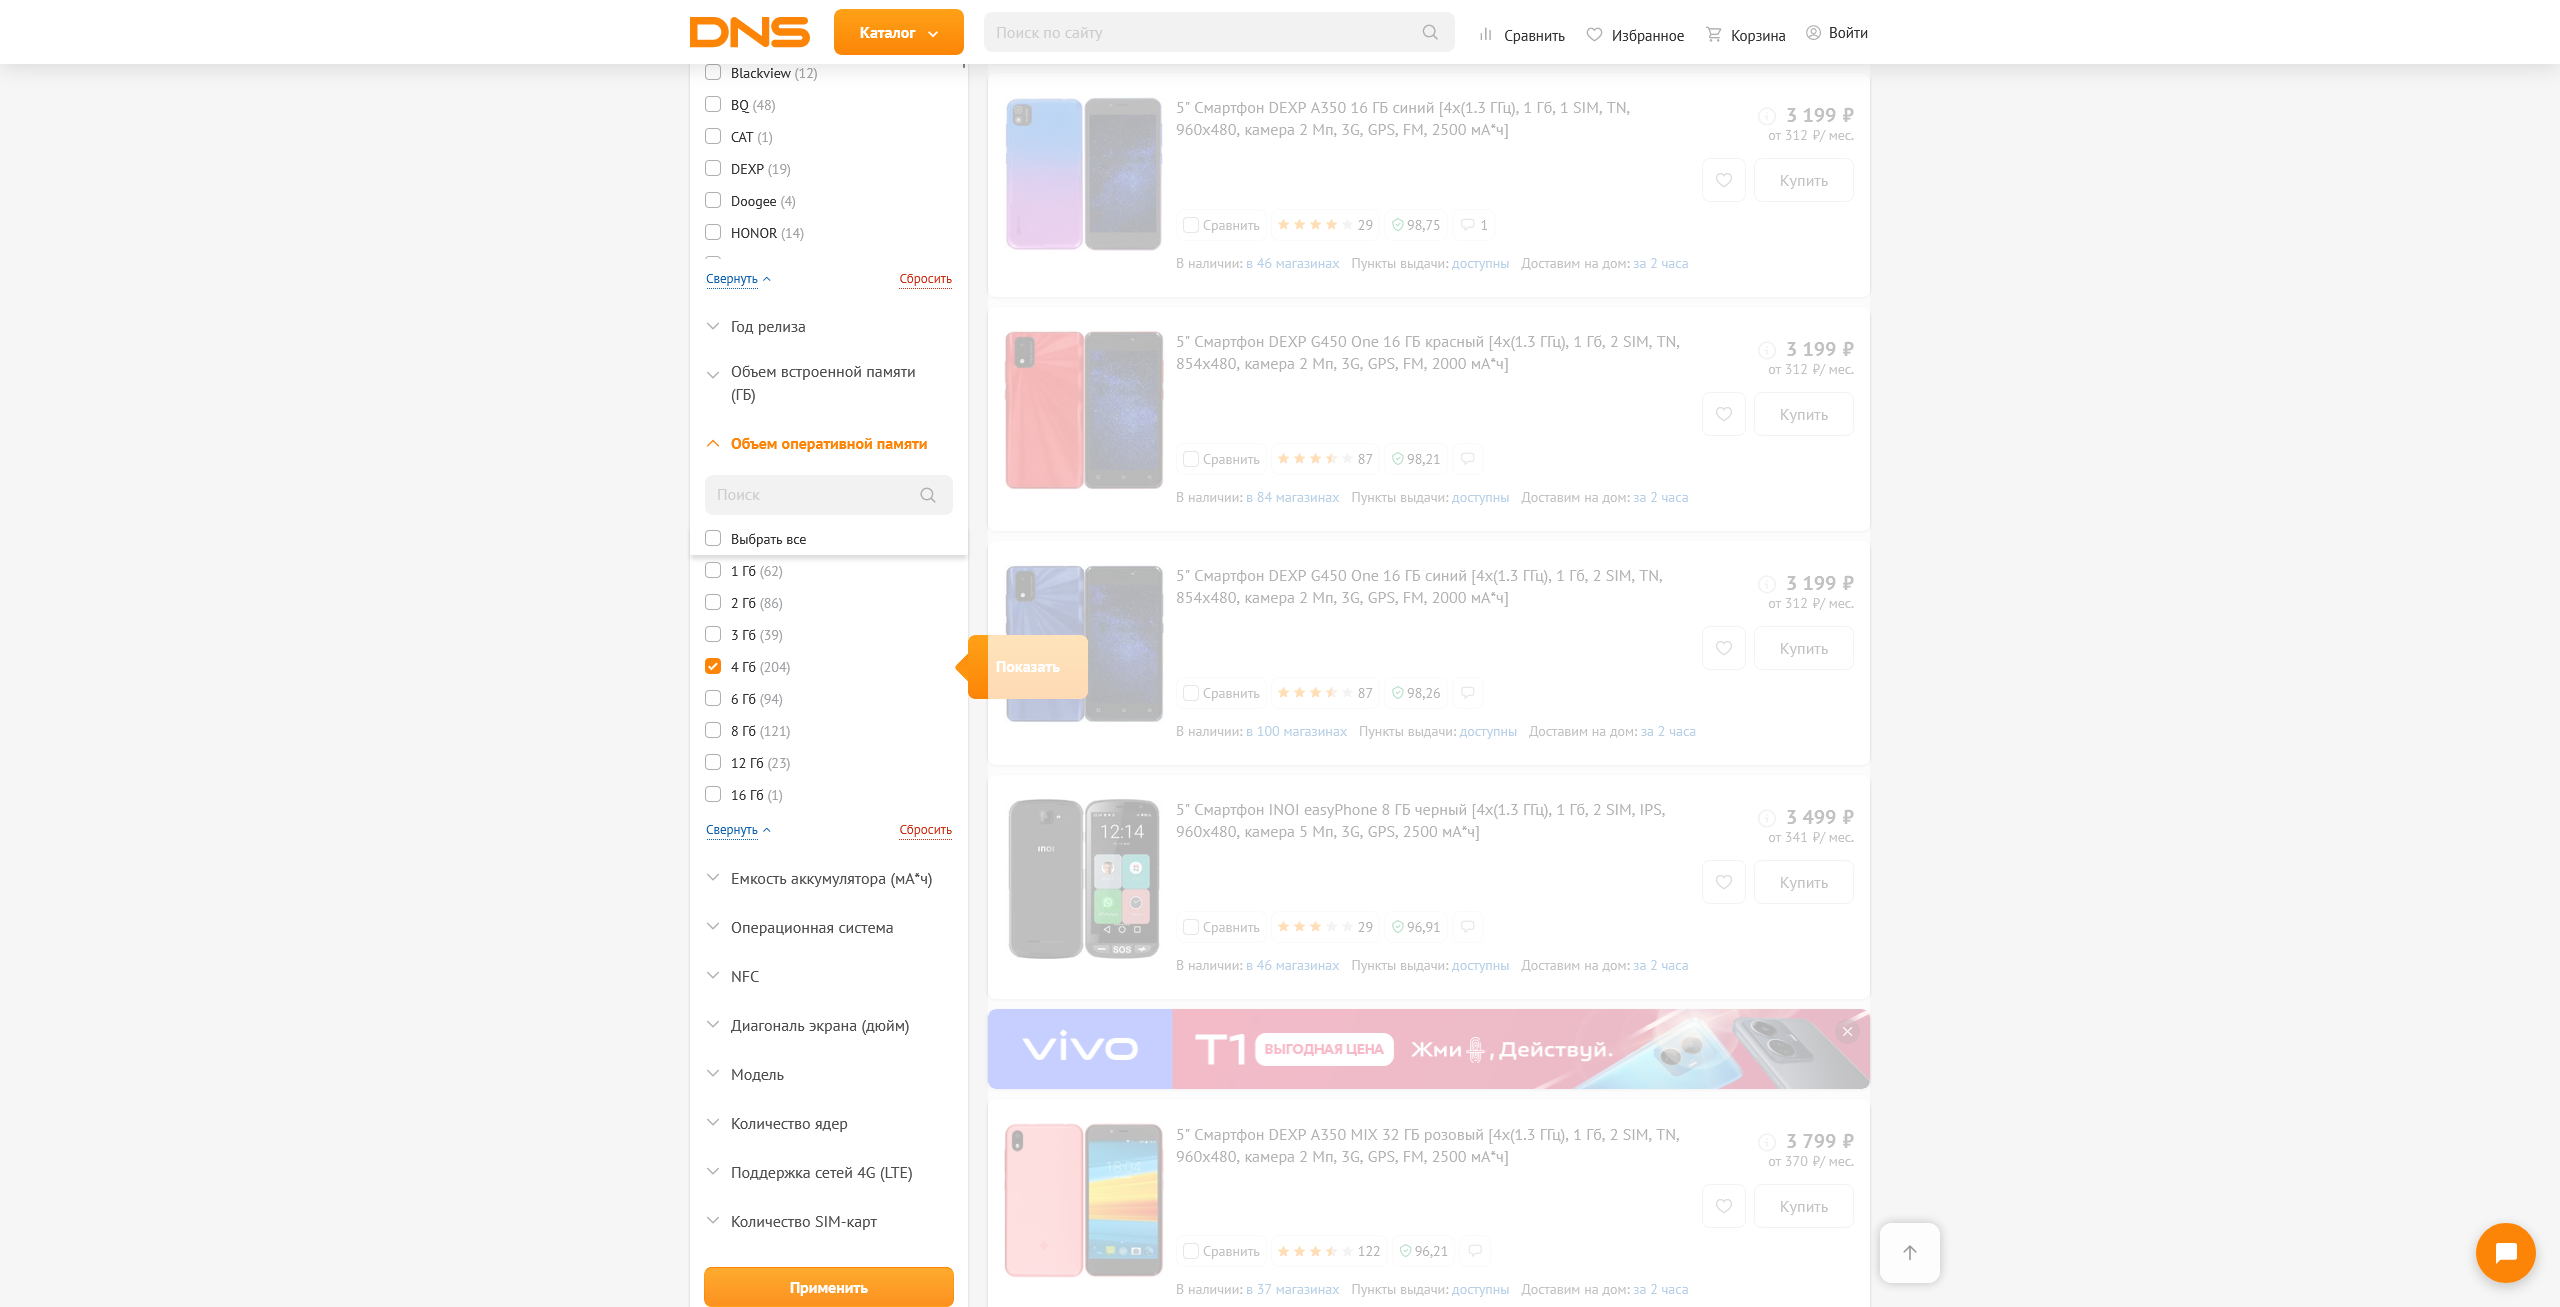 DNS
Каталог
Поиск по сайту
Сравнить
Избранное
Корзина
Войти
Blackview (12)
BQ (48)
CAT (1)
DEXP (19)
Doogee (4)
HONOR (14)
Свернуть
Сбросить
Год релиза
Объем встроенной памяти
(ГБ)
Объем оперативной памяти
Поиск
Выбрать все
1 Гб (62)
2 Гб (86)
3 Гб (39)
4 Гб (204)
6 Гб (94)
8 Гб (121)
12 Гб (23)
16 Гб (1)
Свернуть
Сбросить
Емкость аккумулятора (мА*ч)
Операционная система
NFC
Диагональ экрана (дюйм)
Модель
Количество ядер
Поддержка сетей 4G (LTE)
Количество SIM-карт
Применить
Показать
5" Смартфон DEXP A350 16 ГБ синий [4x(1.3 ГГц), 1 Гб, 1 SIM, TN,
960x480, камера 2 Мп, 3G, GPS, FM, 2500 мА*ч]
3 199 ₽
от 312 ₽/ мес.
Купить
Сравнить 29 98,75 1
В наличии: в 46 магазинах Пункты выдачи: доступны Доставим на дом: за 2 часа
5" Смартфон DEXP G450 One 16 ГБ красный [4x(1.3 ГГц), 1 Гб, 2 SIM, TN,
854x480, камера 2 Мп, 3G, GPS, FM, 2000 мА*ч]
3 199 ₽
от 312 ₽/ мес.
Купить
Сравнить 87 98,21
В наличии: в 84 магазинах Пункты выдачи: доступны Доставим на дом: за 2 часа
5" Смартфон DEXP G450 One 16 ГБ синий [4x(1.3 ГГц), 1 Гб, 2 SIM, TN,
854x480, камера 2 Мп, 3G, GPS, FM, 2000 мА*ч]
3 199 ₽
от 312 ₽/ мес.
Купить
Сравнить 87 98,26
В наличии: в 100 магазинах Пункты выдачи: доступны Доставим на дом: за 2 часа
12:14
INOI
SOS
5" Смартфон INOI easyPhone 8 ГБ черный [4x(1.3 ГГц), 1 Гб, 2 SIM, IPS,
960x480, камера 5 Мп, 3G, GPS, 2500 мА*ч]
3 499 ₽
от 341 ₽/ мес.
Купить
Сравнить 29 96,91
В наличии: в 46 магазинах Пункты выдачи: доступны Доставим на дом: за 2 часа
vivo T1 ВЫГОДНАЯ ЦЕНА Жми, Действуй.
5" Смартфон DEXP A350 MIX 32 ГБ розовый [4x(1.3 ГГц), 1 Гб, 2 SIM, TN,
960x480, камера 2 Мп, 3G, GPS, FM, 2500 мА*ч]
3 799 ₽
от 370 ₽/ мес.
Купить
Сравнить 122 96,21
В наличии: в 37 магазинах Пункты выдачи: доступны Доставим на дом: за 2 часа